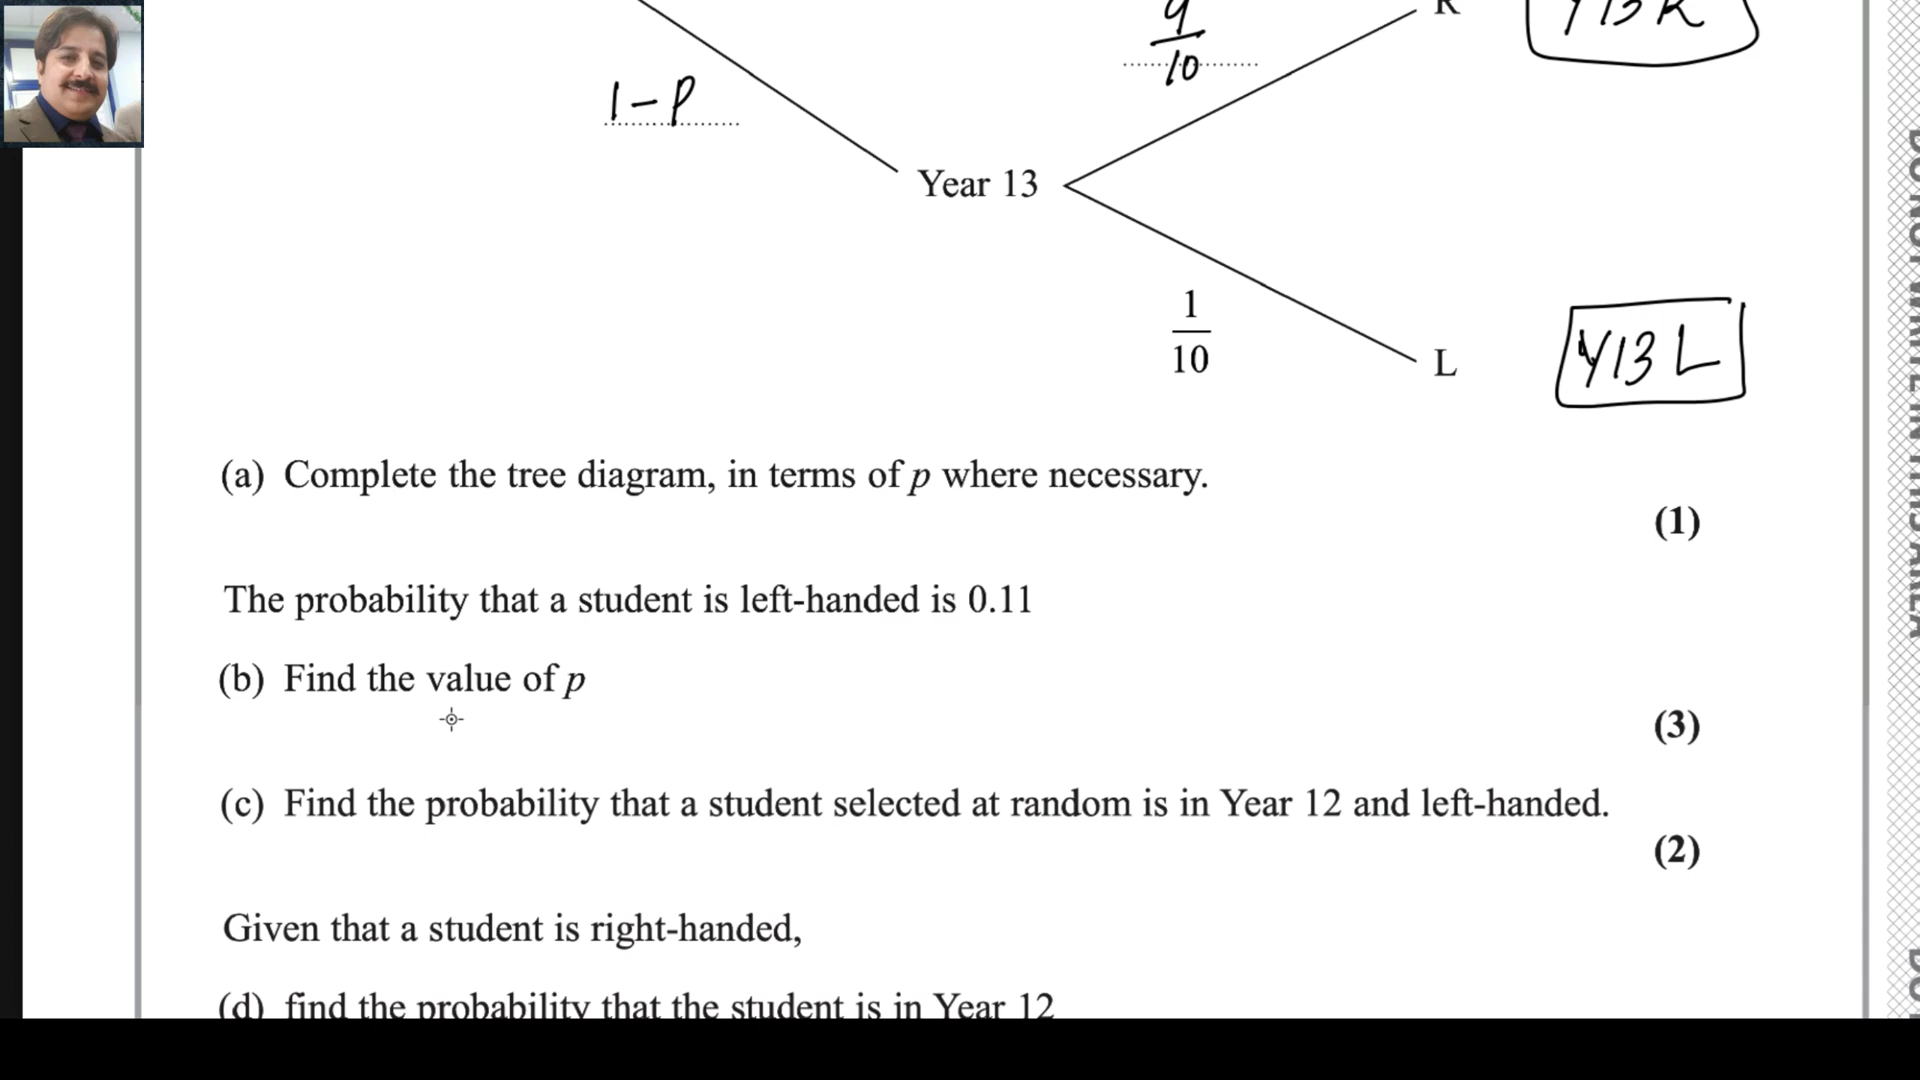 9
10
R
Y13 R
1-P
Year 13
1
10
L
Y13 L
(a) Complete the tree diagram, in terms of p where necessary.
(1)
The probability that a student is left-handed is 0.11
(b) Find the value of p
(3)
(c) Find the probability that a student selected at random is in Year 12 and left-handed.
(2)
Given that a student is right-handed,
(d) find the probability that the student is in Year 12